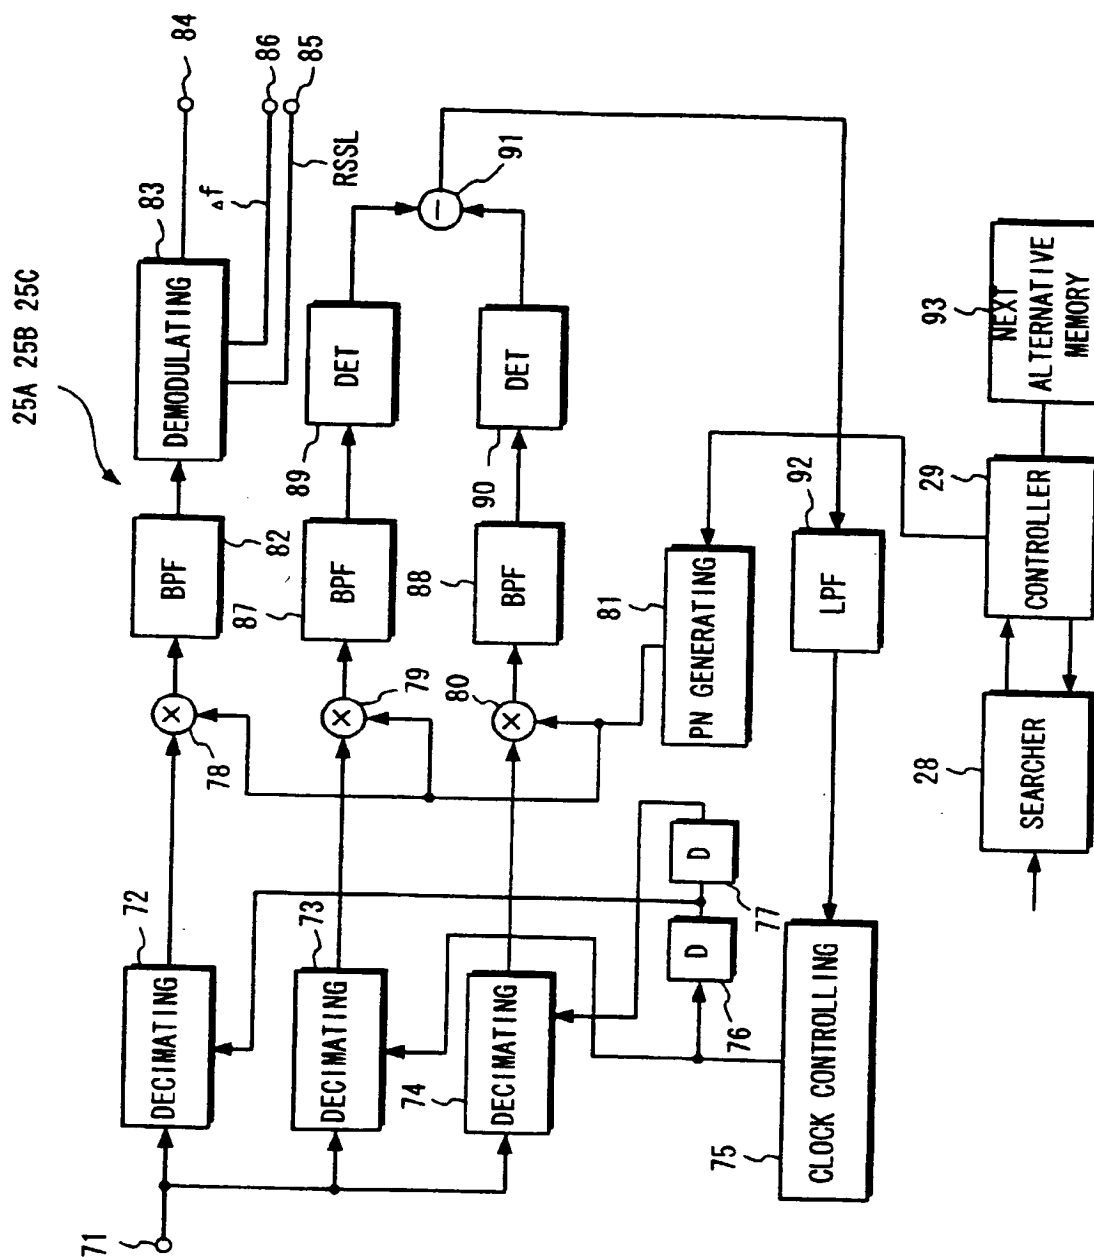 25A 25B 25C
71
DECIMATING
72
×
78
BPF
82
DEMODULATING
83
84
Δf
86
85
RSSL
DECIMATING
73
×
79
BPF
87
DET
89
DECIMATING
74
×
80
BPF
88
DET
90
−
91
D
76
D
77
PN GENERATING
81
CLOCK CONTROLLING
75
LPF
92
SEARCHER
28
CONTROLLER
29
NEXT
ALTERNATIVE
MEMORY
93